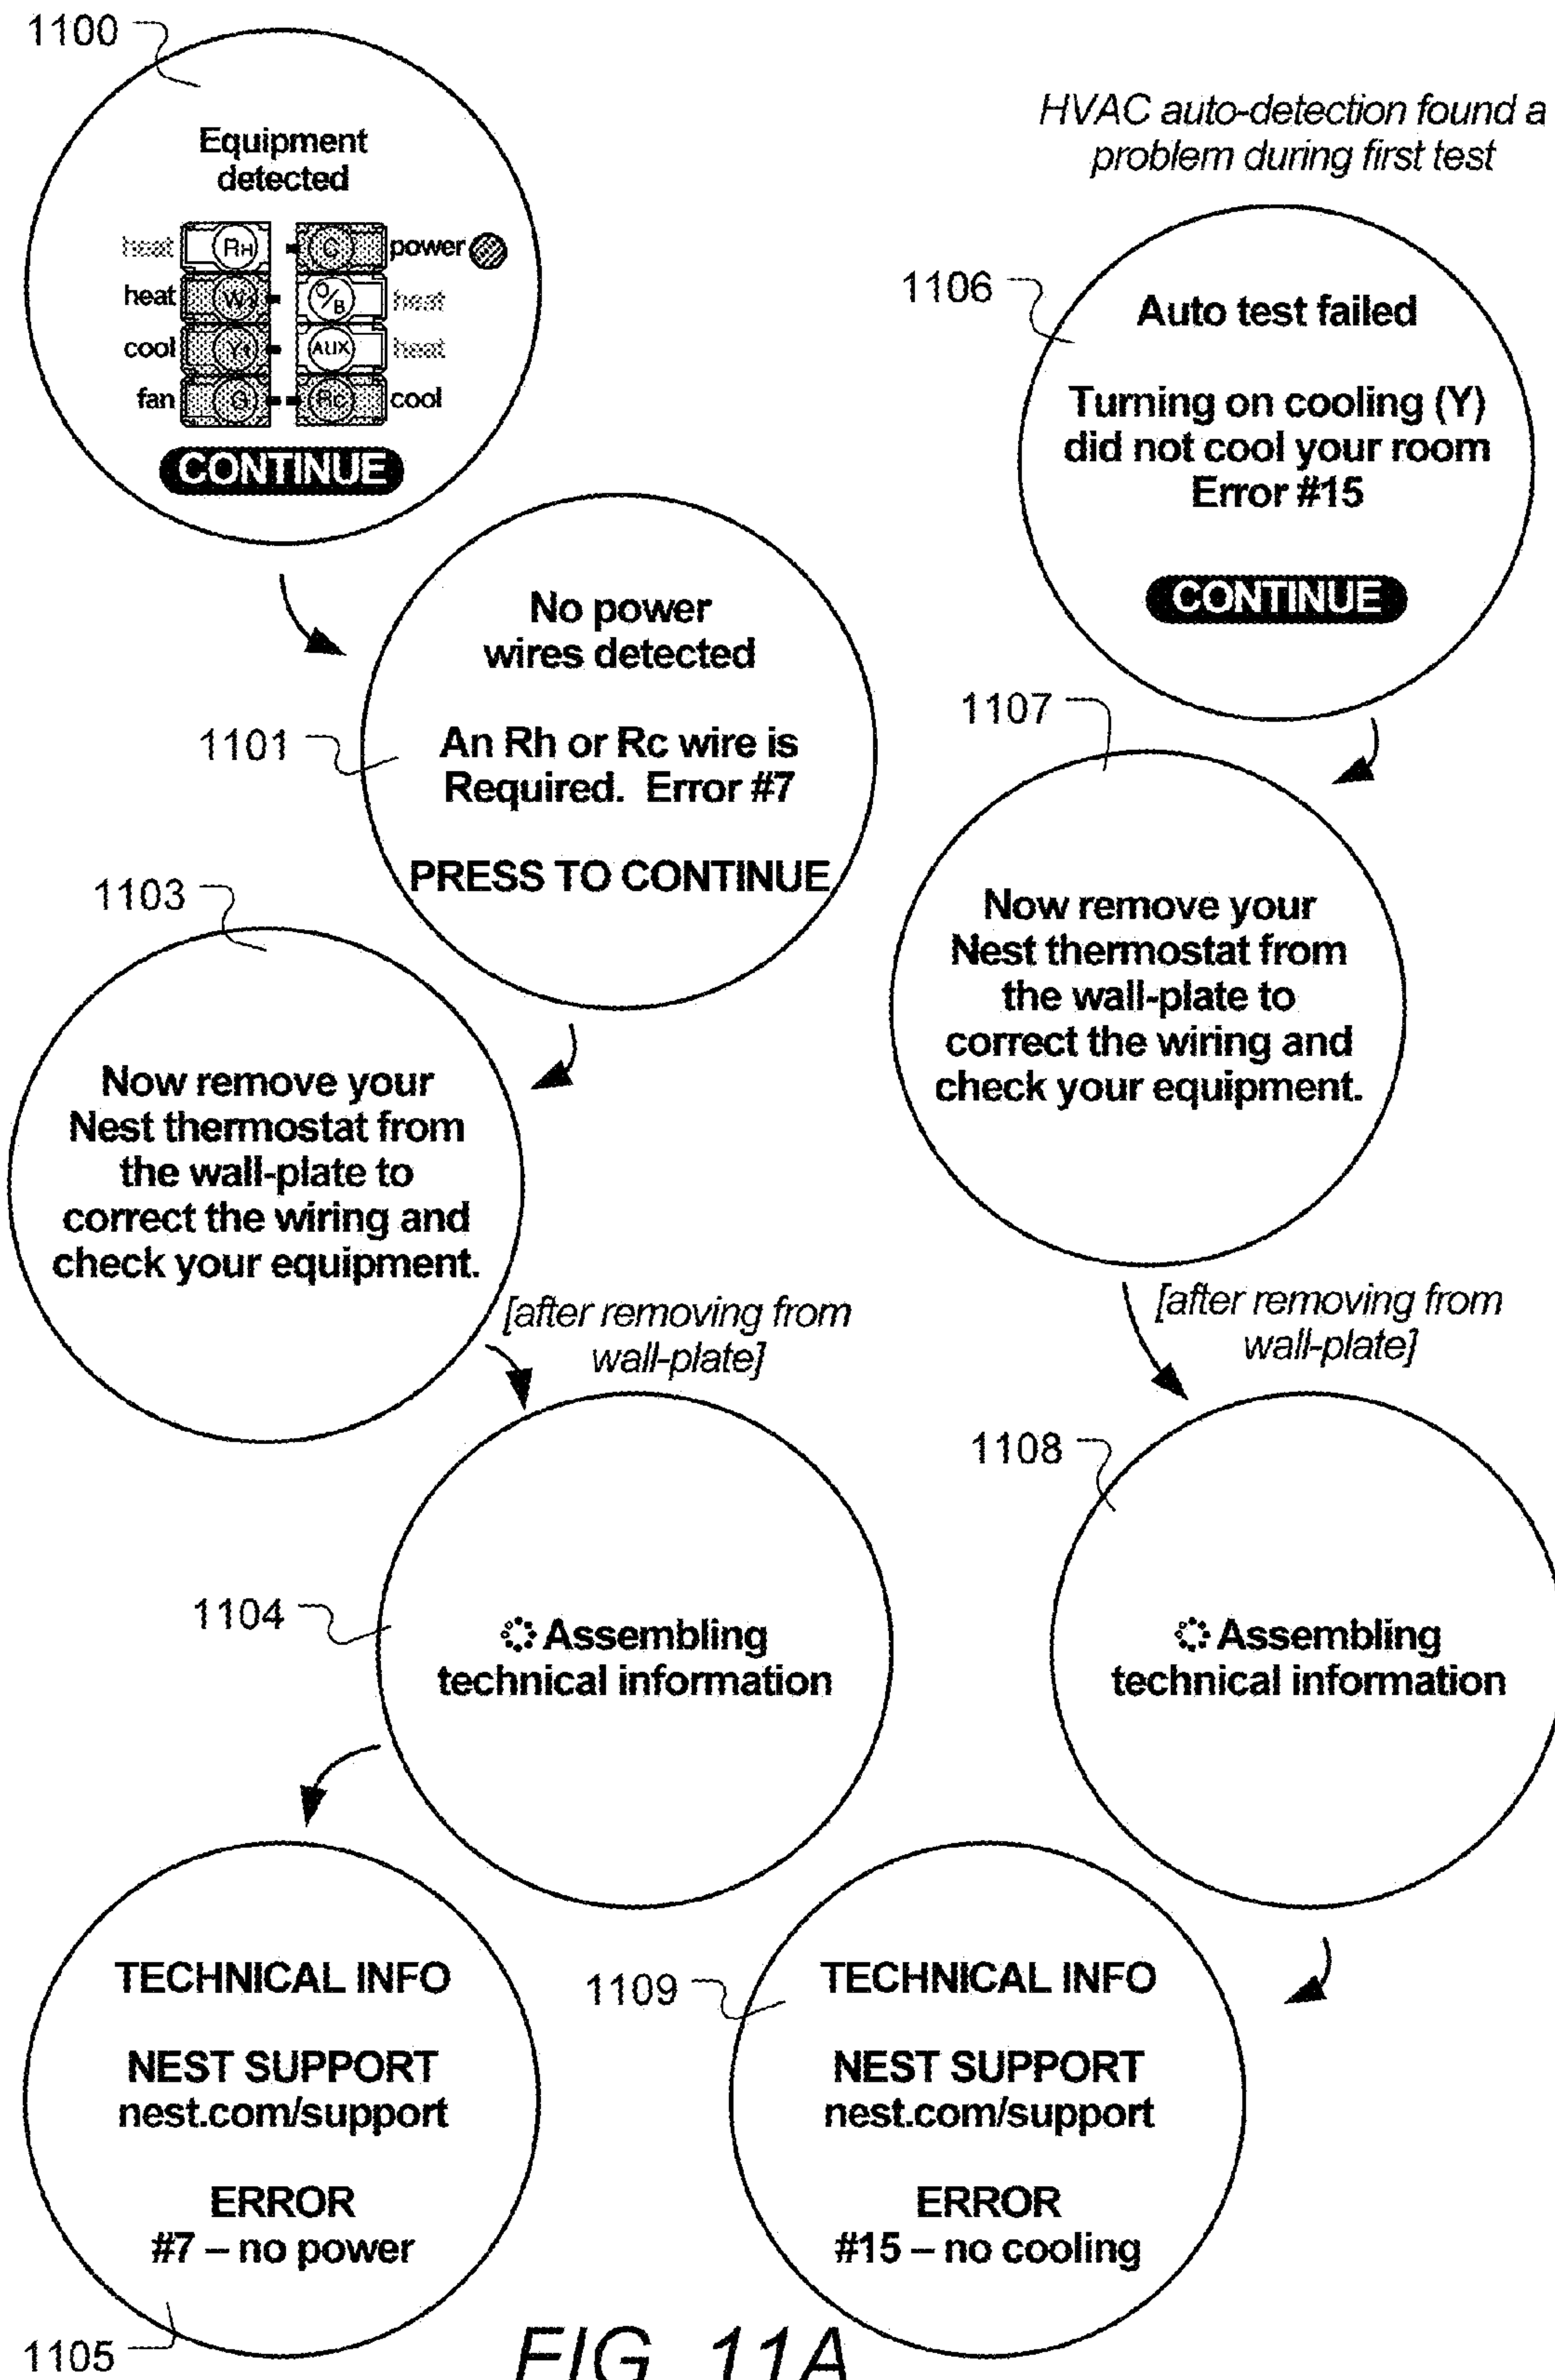 1100
Equipment
detected
heat RH C power
heat W1 O/B heat
cool Y1 AUX heat
fan G Rc cool
CONTINUE
1101
No power
wires detected
An Rh or Rc wire is
Required. Error #7
PRESS TO CONTINUE
1103
Now remove your
Nest thermostat from
the wall-plate to
correct the wiring and
check your equipment.
[after removing from
wall-plate]
1104
Assembling
technical information
TECHNICAL INFO
NEST SUPPORT
nest.com/support
ERROR
#7 – no power
1105
HVAC auto-detection found a
problem during first test
1106
Auto test failed
Turning on cooling (Y)
did not cool your room
Error #15
CONTINUE
1107
Now remove your
Nest thermostat from
the wall-plate to
correct the wiring and
check your equipment.
[after removing from
wall-plate]
1108
Assembling
technical information
1109
TECHNICAL INFO
NEST SUPPORT
nest.com/support
ERROR
#15 – no cooling
FIG. 11A